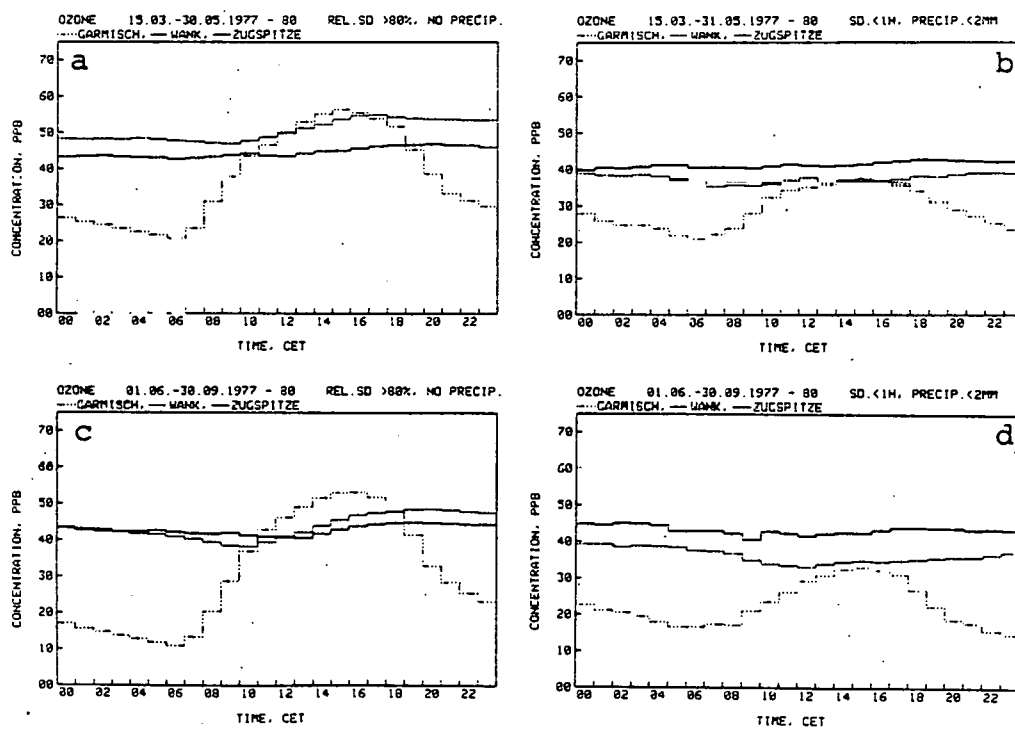 OZONE 15.03.-30.05.1977 - 80 REL.SD >80%, NO PRECIP.
GARMISCH, WANK, ZUGSPITZE
a
70
60
50
40
30
20
10
00
CONCENTRATION, PPB
00 02 04 06 08 10 12 14 16 18 20 22
TIME, CET
OZONE 15.03.-31.05.1977 - 80 SD.<1H, PRECIP.<2MM
GARMISCH, WANK, ZUGSPITZE
b
70
60
50
40
30
20
10
00
CONCENTRATION, PPB
00 02 04 06 08 10 12 14 16 18 20 22
TIME, CET
OZONE 01.06.-30.09.1977 - 80 REL.SD >80%, NO PRECIP.
GARMISCH, WANK, ZUGSPITZE
c
70
60
50
40
30
20
10
00
CONCENTRATION, PPB
00 02 04 06 08 10 12 14 16 18 20 22
TIME, CET
OZONE 01.06.-30.09.1977 - 80 SD.<1H, PRECIP.<2MM
GARMISCH, WANK, ZUGSPITZE
d
70
60
50
40
30
20
10
00
CONCENTRATION, PPB
00 02 04 06 08 10 12 14 16 18 20 22
TIME, CET